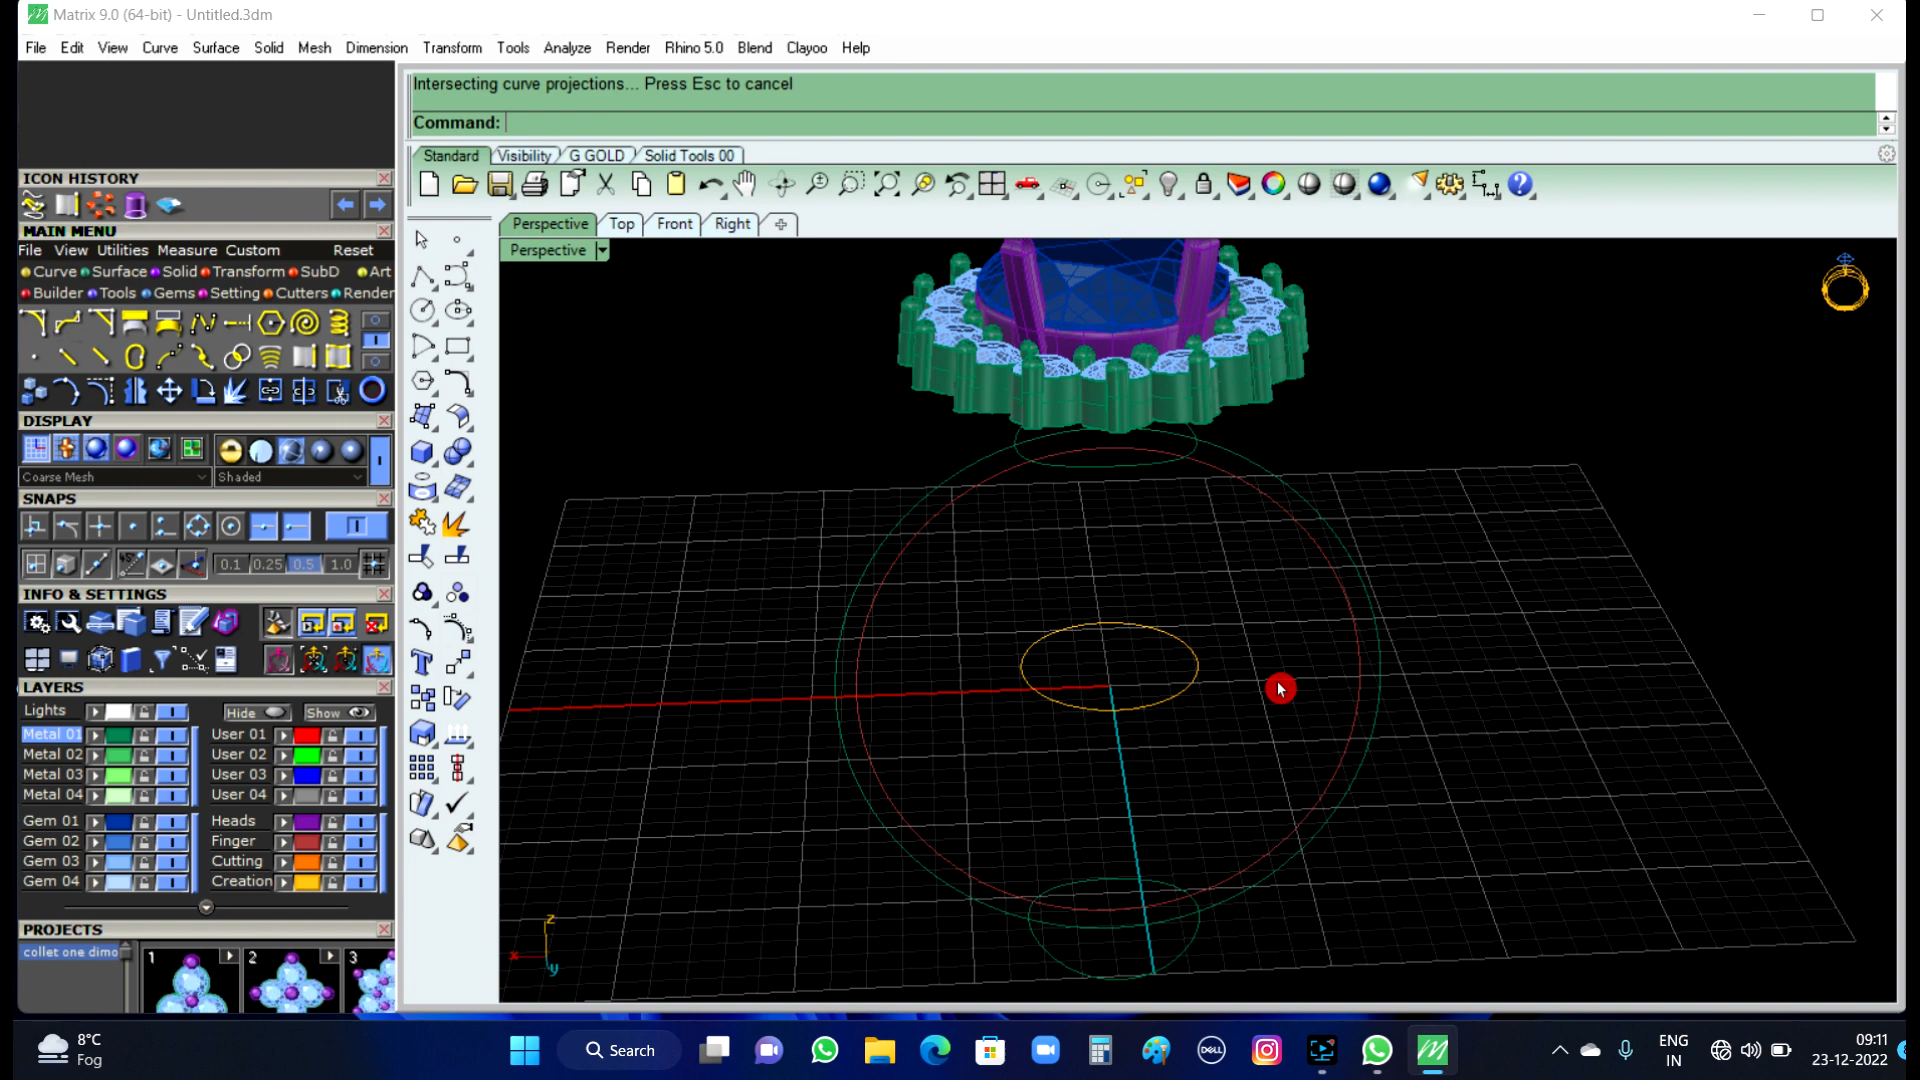 Matrix 9.0 (64-bit) - Untitled.3dm
File Edit View Curve Surface Solid Mesh Dimension Transform Tools Analyze Render Rhino 5.0 Blend Clayoo Help
Intersecting curve projections... Press Esc to cancel
Command:
Standard Visibility G GOLD Solid Tools 00
ICON HISTORY
MAIN MENU
File View Utilities Measure Custom Reset
Curve Surface Solid Transform SubD Art
Builder Tools Gems Setting Cutters Render
Perspective Top Front Right
Perspective
DISPLAY
Coarse Mesh Shaded
SNAPS
0.1 0.25 0.5 1.0
INFO & SETTINGS
LAYERS
Lights Hide Show
Metal 01 User 01
Metal 02 User 02
Metal 03 User 03
Metal 04 User 04
Gem 01 Heads
Gem 02 Finger
Gem 03 Cutting
Gem 04 Creation
PROJECTS
collet one dimo
1 2 3
z
x
y
8°C
Fog
Search
DELL
ENG
IN
09:11
23-12-2022